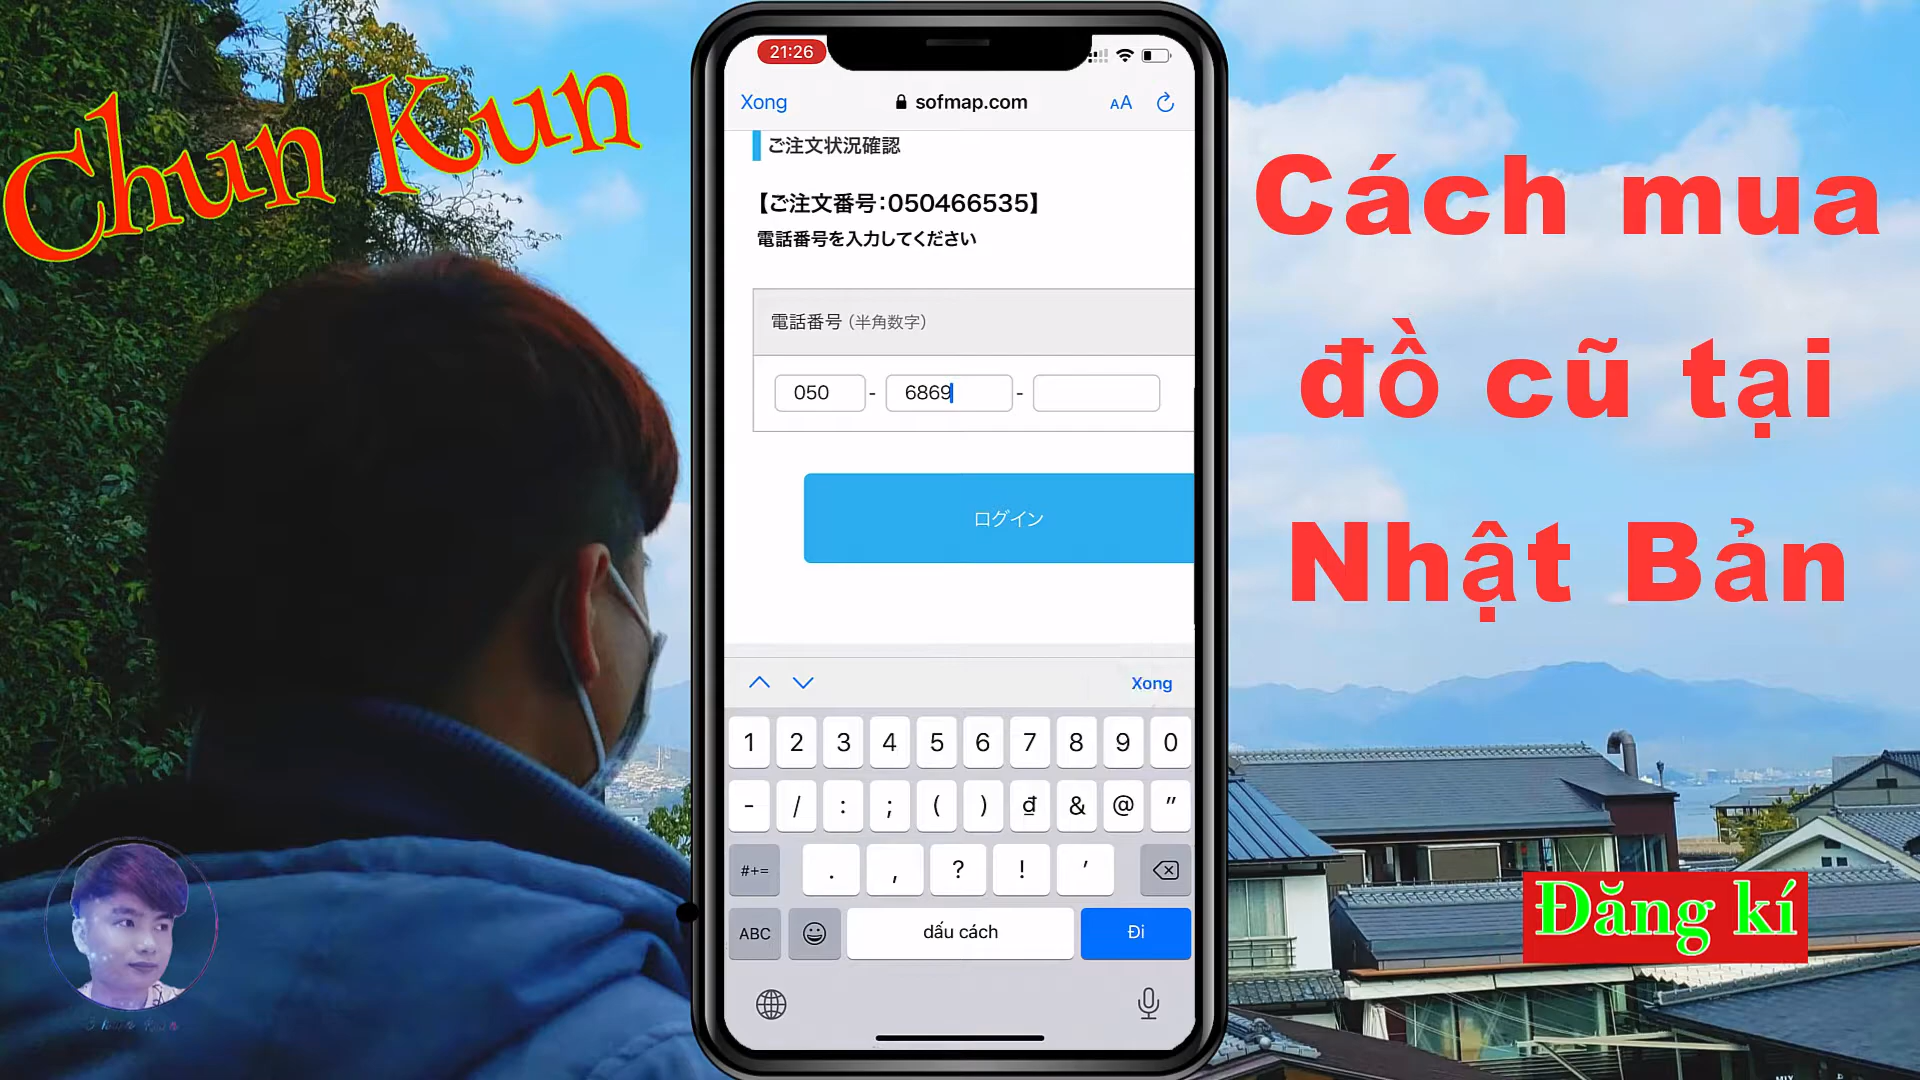 Chun Kun
21:26
Xong
sofmap.com
AA
ご注文状況確認
【ご注文番号:050466535】
電話番号を入力してください
電話番号 (半角数字)
050 - 6869 -
ログイン
Xong
1 2 3 4 5 6 7 8 9 0
- / : ; ( ) ₫ & @ "
#+= . , ? ! '
ABC dấu cách Đi
Cách mua
đồ cũ tại
Nhật Bản
Đăng kí